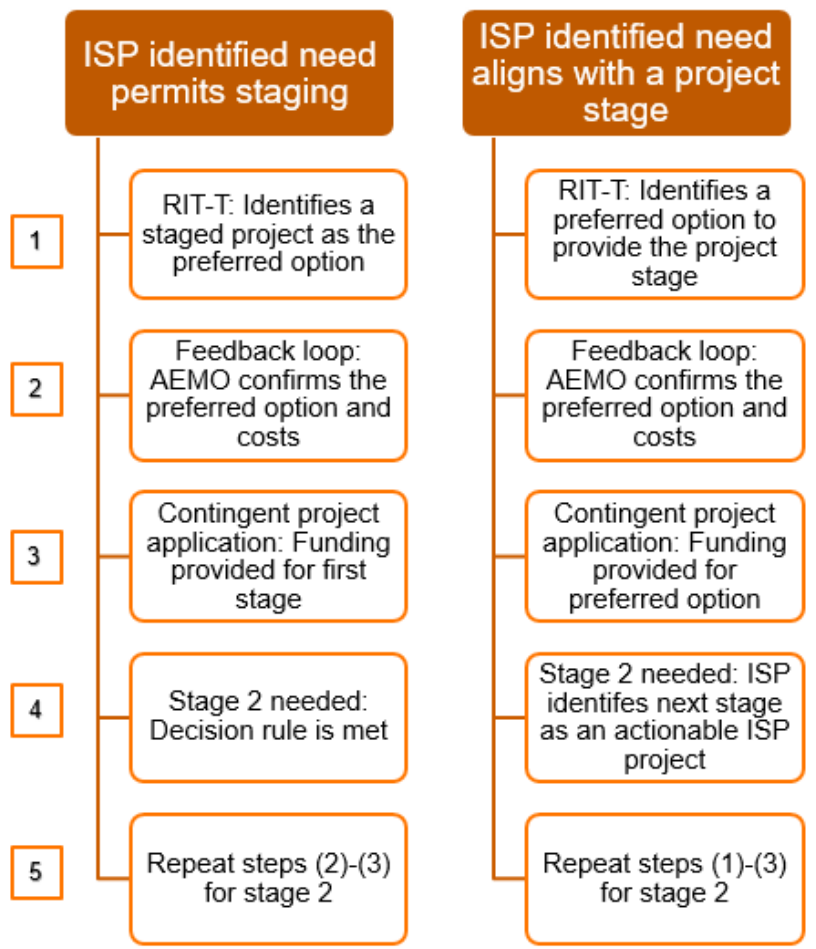 ISP identified need
permits staging
ISP identified need
aligns with a project
stage
1
RIT-T: Identifies a
staged project as the
preferred option
RIT-T: Identifies a
preferred option to
provide the project
stage
2
Feedback loop:
AEMO confirms the
preferred option and
costs
Feedback loop:
AEMO confirms the
preferred option and
costs
3
Contingent project
application: Funding
provided for first
stage
Contingent project
application: Funding
provided for
preferred option
4
Stage 2 needed:
Decision rule is met
Stage 2 needed: ISP
identifes next stage
as an actionable ISP
project
5
Repeat steps (2)-(3)
for stage 2
Repeat steps (1)-(3)
for stage 2